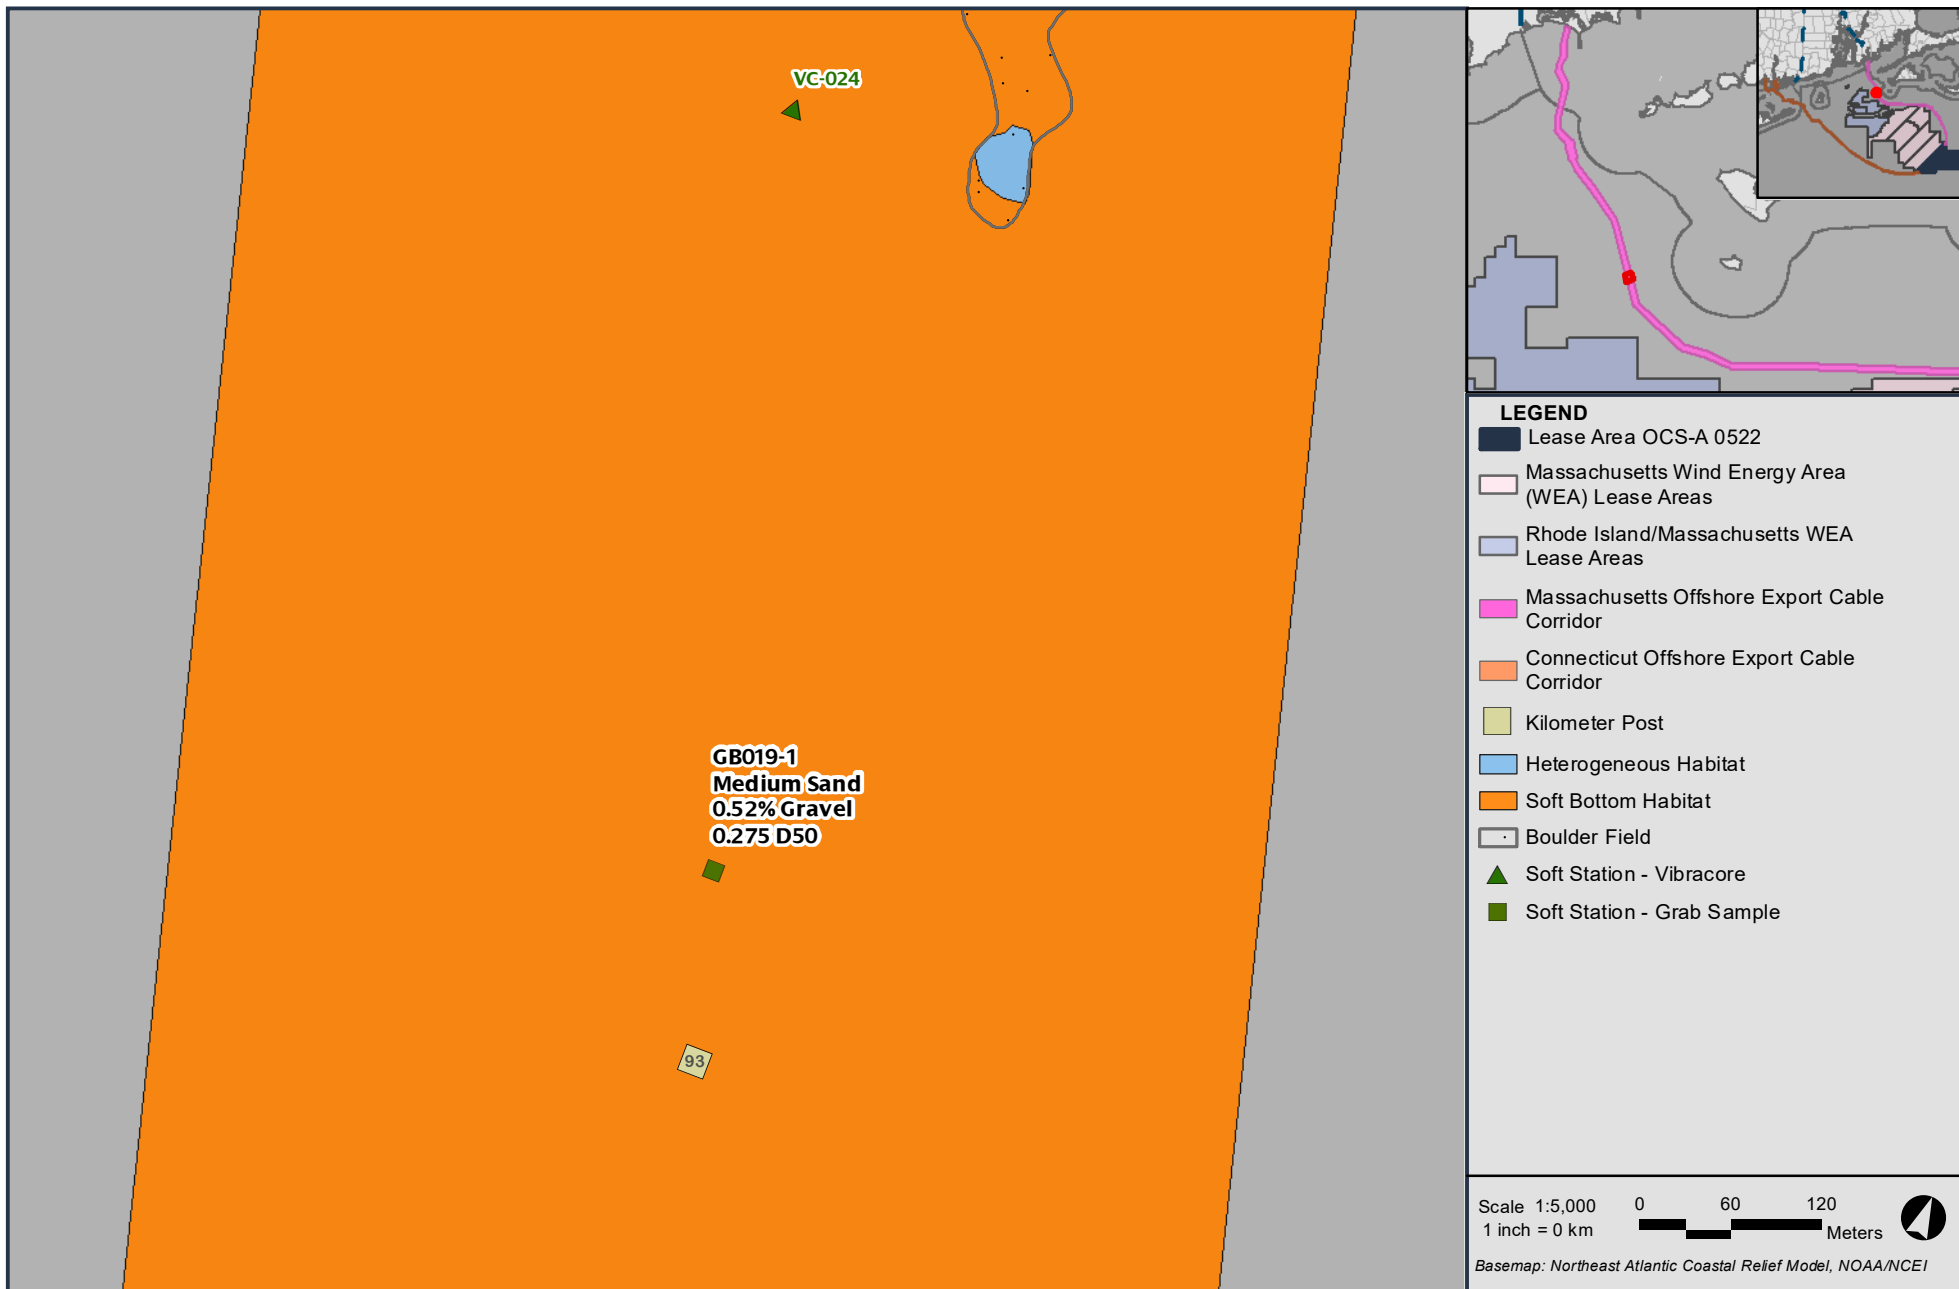 VC-024
GB019-1
Medium Sand
0.52% Gravel
0.275 D50
93
LEGEND
Lease Area OCS-A 0522
Massachusetts Wind Energy Area
(WEA) Lease Areas
Rhode Island/Massachusetts WEA
Lease Areas
Massachusetts Offshore Export Cable
Corridor
Connecticut Offshore Export Cable
Corridor
Kilometer Post
Heterogeneous Habitat
Soft Bottom Habitat
Boulder Field
Soft Station - Vibracore
Soft Station - Grab Sample
Scale 1:5,000
1 inch = 0 km
0 60 120
Meters
Basemap: Northeast Atlantic Coastal Relief Model, NOAA/NCEI